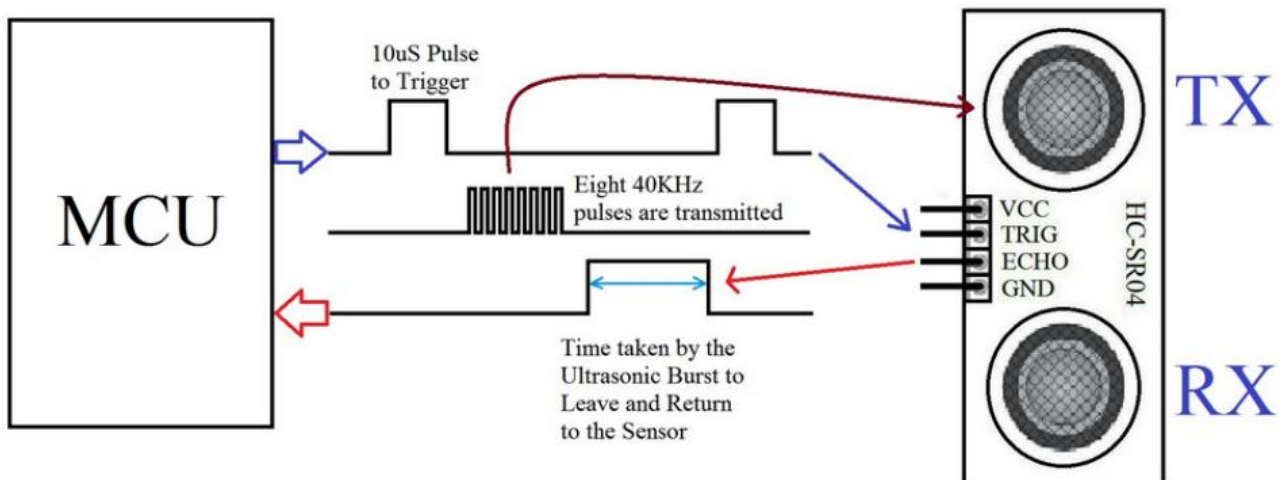 MCU
10uS Pulse
to Trigger
Eight 40KHz
pulses are transmitted
Time taken by the
Ultrasonic Burst to
Leave and Return
to the Sensor
VCC
TRIG
ECHO
GND
HC-SR04
TX
RX